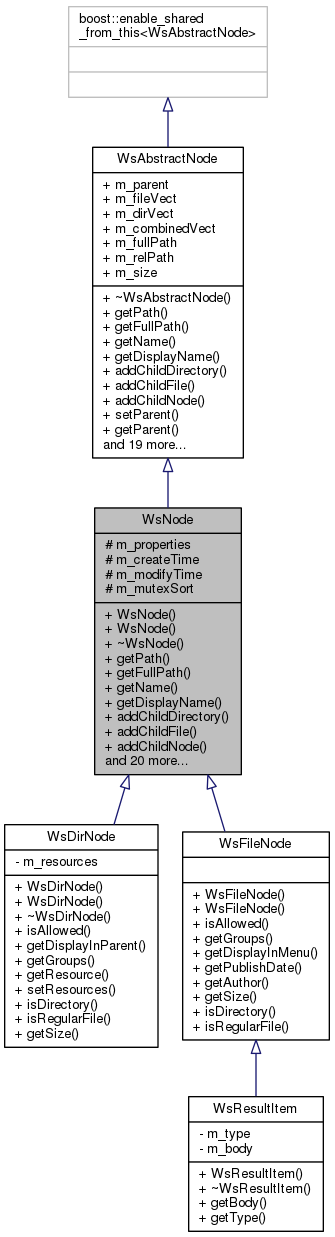 boost::enable_shared
_from_this<WsAbstractNode>
WsAbstractNode
+ m_parent
+ m_fileVect
+ m_dirVect
+ m_combinedVect
+ m_fullPath
+ m_relPath
+ m_size
+ ~WsAbstractNode()
+ getPath()
+ getFullPath()
+ getName()
+ getDisplayName()
+ addChildDirectory()
+ addChildFile()
+ addChildNode()
+ setParent()
+ getParent()
and 19 more...
WsNode
# m_properties
# m_createTime
# m_modifyTime
# m_mutexSort
+ WsNode()
+ WsNode()
+ ~WsNode()
+ getPath()
+ getFullPath()
+ getName()
+ getDisplayName()
+ addChildDirectory()
+ addChildFile()
+ addChildNode()
and 20 more...
WsDirNode
- m_resources
+ WsDirNode()
+ WsDirNode()
+ ~WsDirNode()
+ isAllowed()
+ getDisplayInParent()
+ getGroups()
+ getResource()
+ setResources()
+ isDirectory()
+ isRegularFile()
+ getSize()
WsFileNode
+ WsFileNode()
+ WsFileNode()
+ isAllowed()
+ getGroups()
+ getDisplayInMenu()
+ getPublishDate()
+ getAuthor()
+ getSize()
+ isDirectory()
+ isRegularFile()
WsResultItem
- m_type
- m_body
+ WsResultItem()
+ ~WsResultItem()
+ getBody()
+ getType()